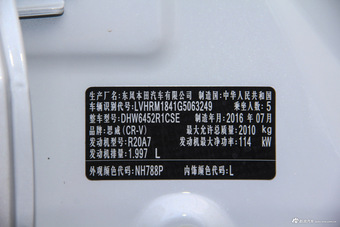 生产厂名: 东风本田汽车有限公司 制造国: 中华人民共和国
车辆识别代号: LVHRM1841G5063249 乘坐人数: 5
整车型号: DHW6452R1CSE 制造年月: 2016 年 07月
品牌: 思威(CR-V) 最大允许总质量: 2010 kg
发动机型号: R20A7 发动机最大净功率: 114 kW
发动机排量: 1.997 L
外观颜色代码: NH788P 内饰颜色代码: L